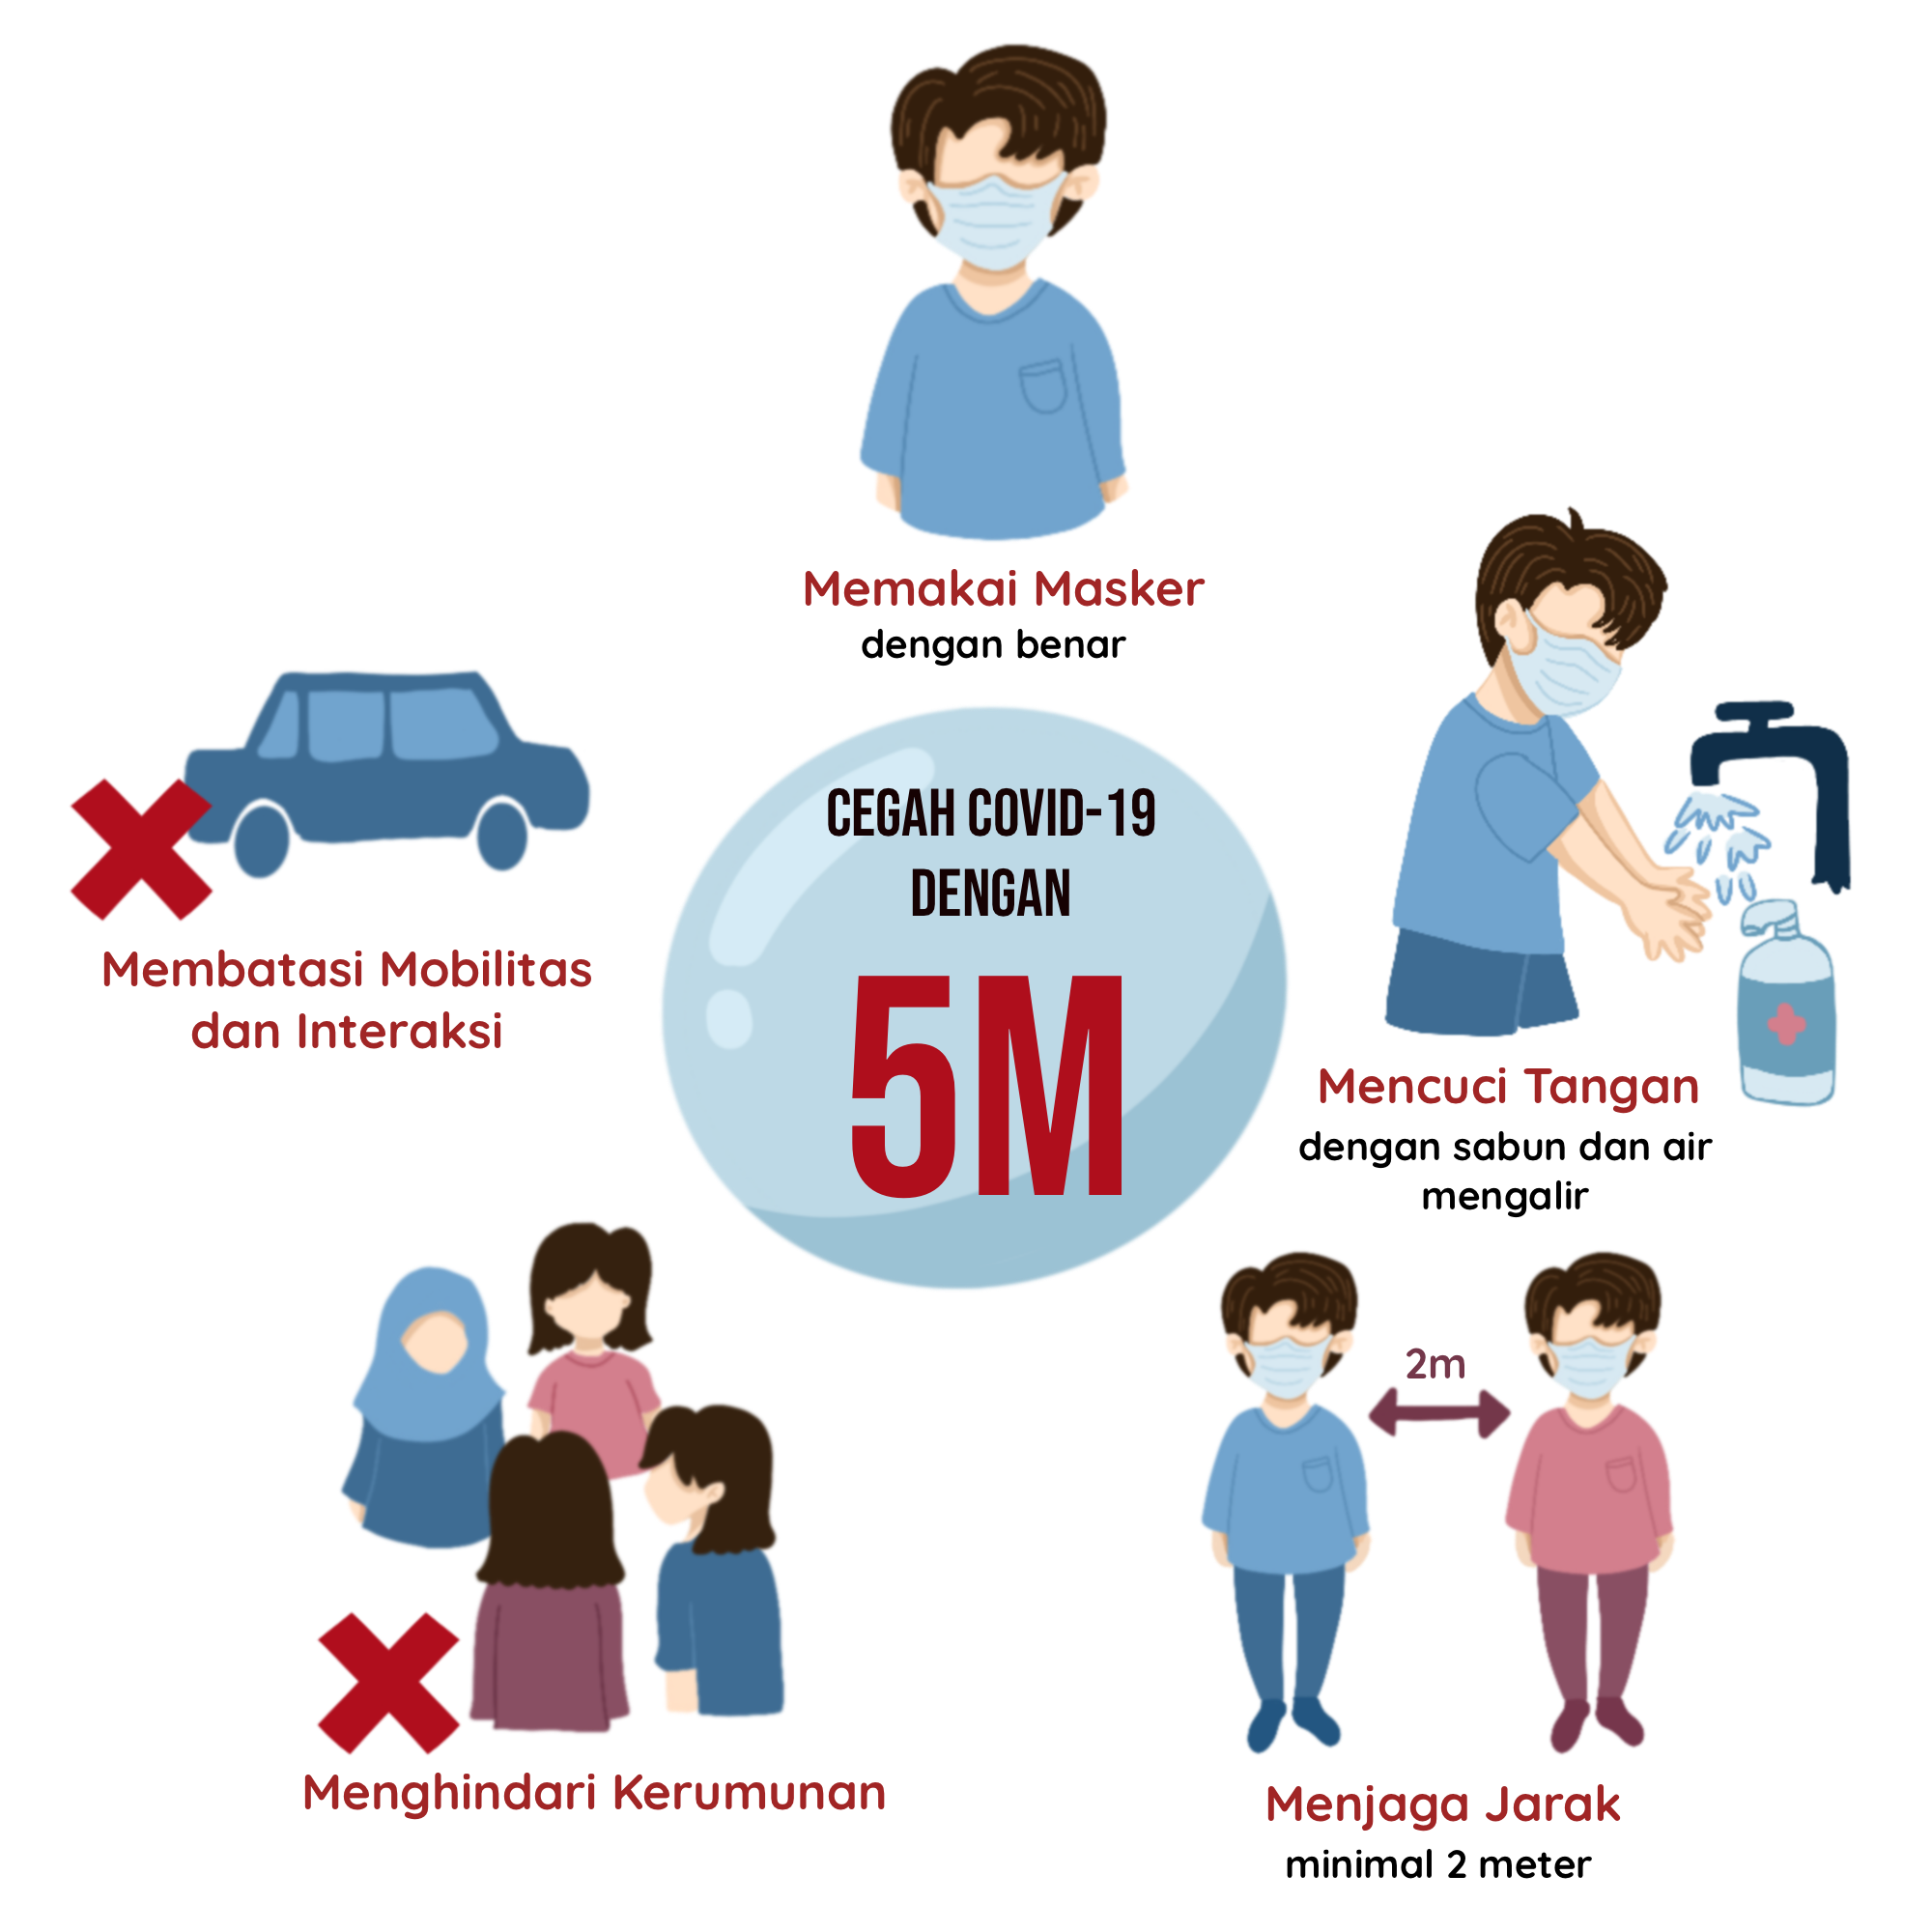 Memakai Masker
dengan benar
CEGAH COVID-19
DENGAN
5M
Membatasi Mobilitas
dan Interaksi
Mencuci Tangan
dengan sabun dan air
mengalir
2m
Menghindari Kerumunan
Menjaga Jarak
minimal 2 meter